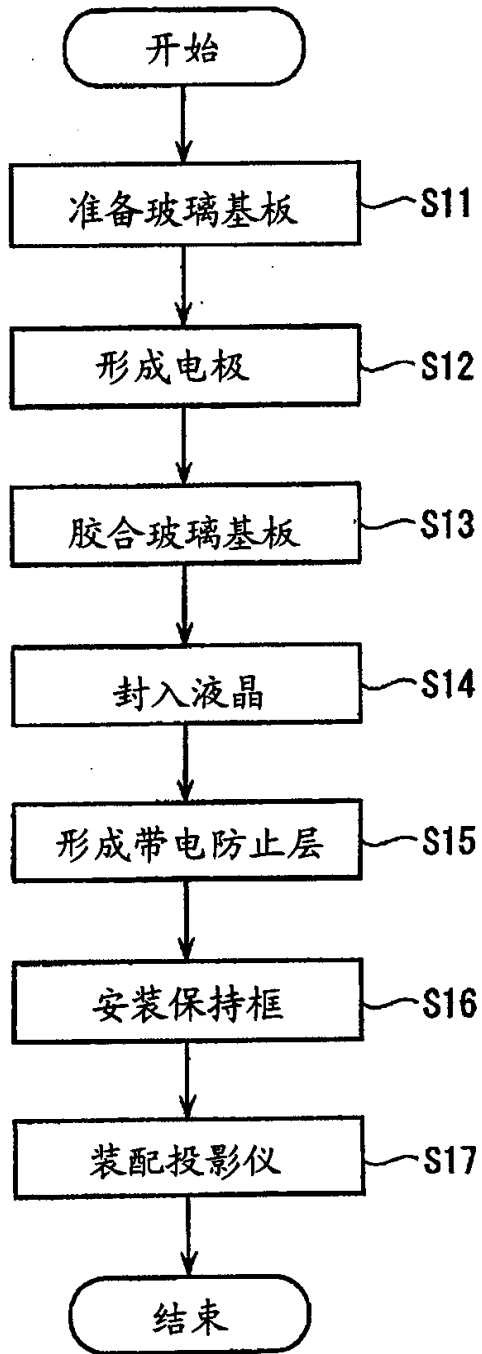 开始
准备玻璃基板 S11
形成电极 S12
胶合玻璃基板 S13
封入液晶 S14
形成带电防止层 S15
安装保持框 S16
装配投影仪 S17
结束